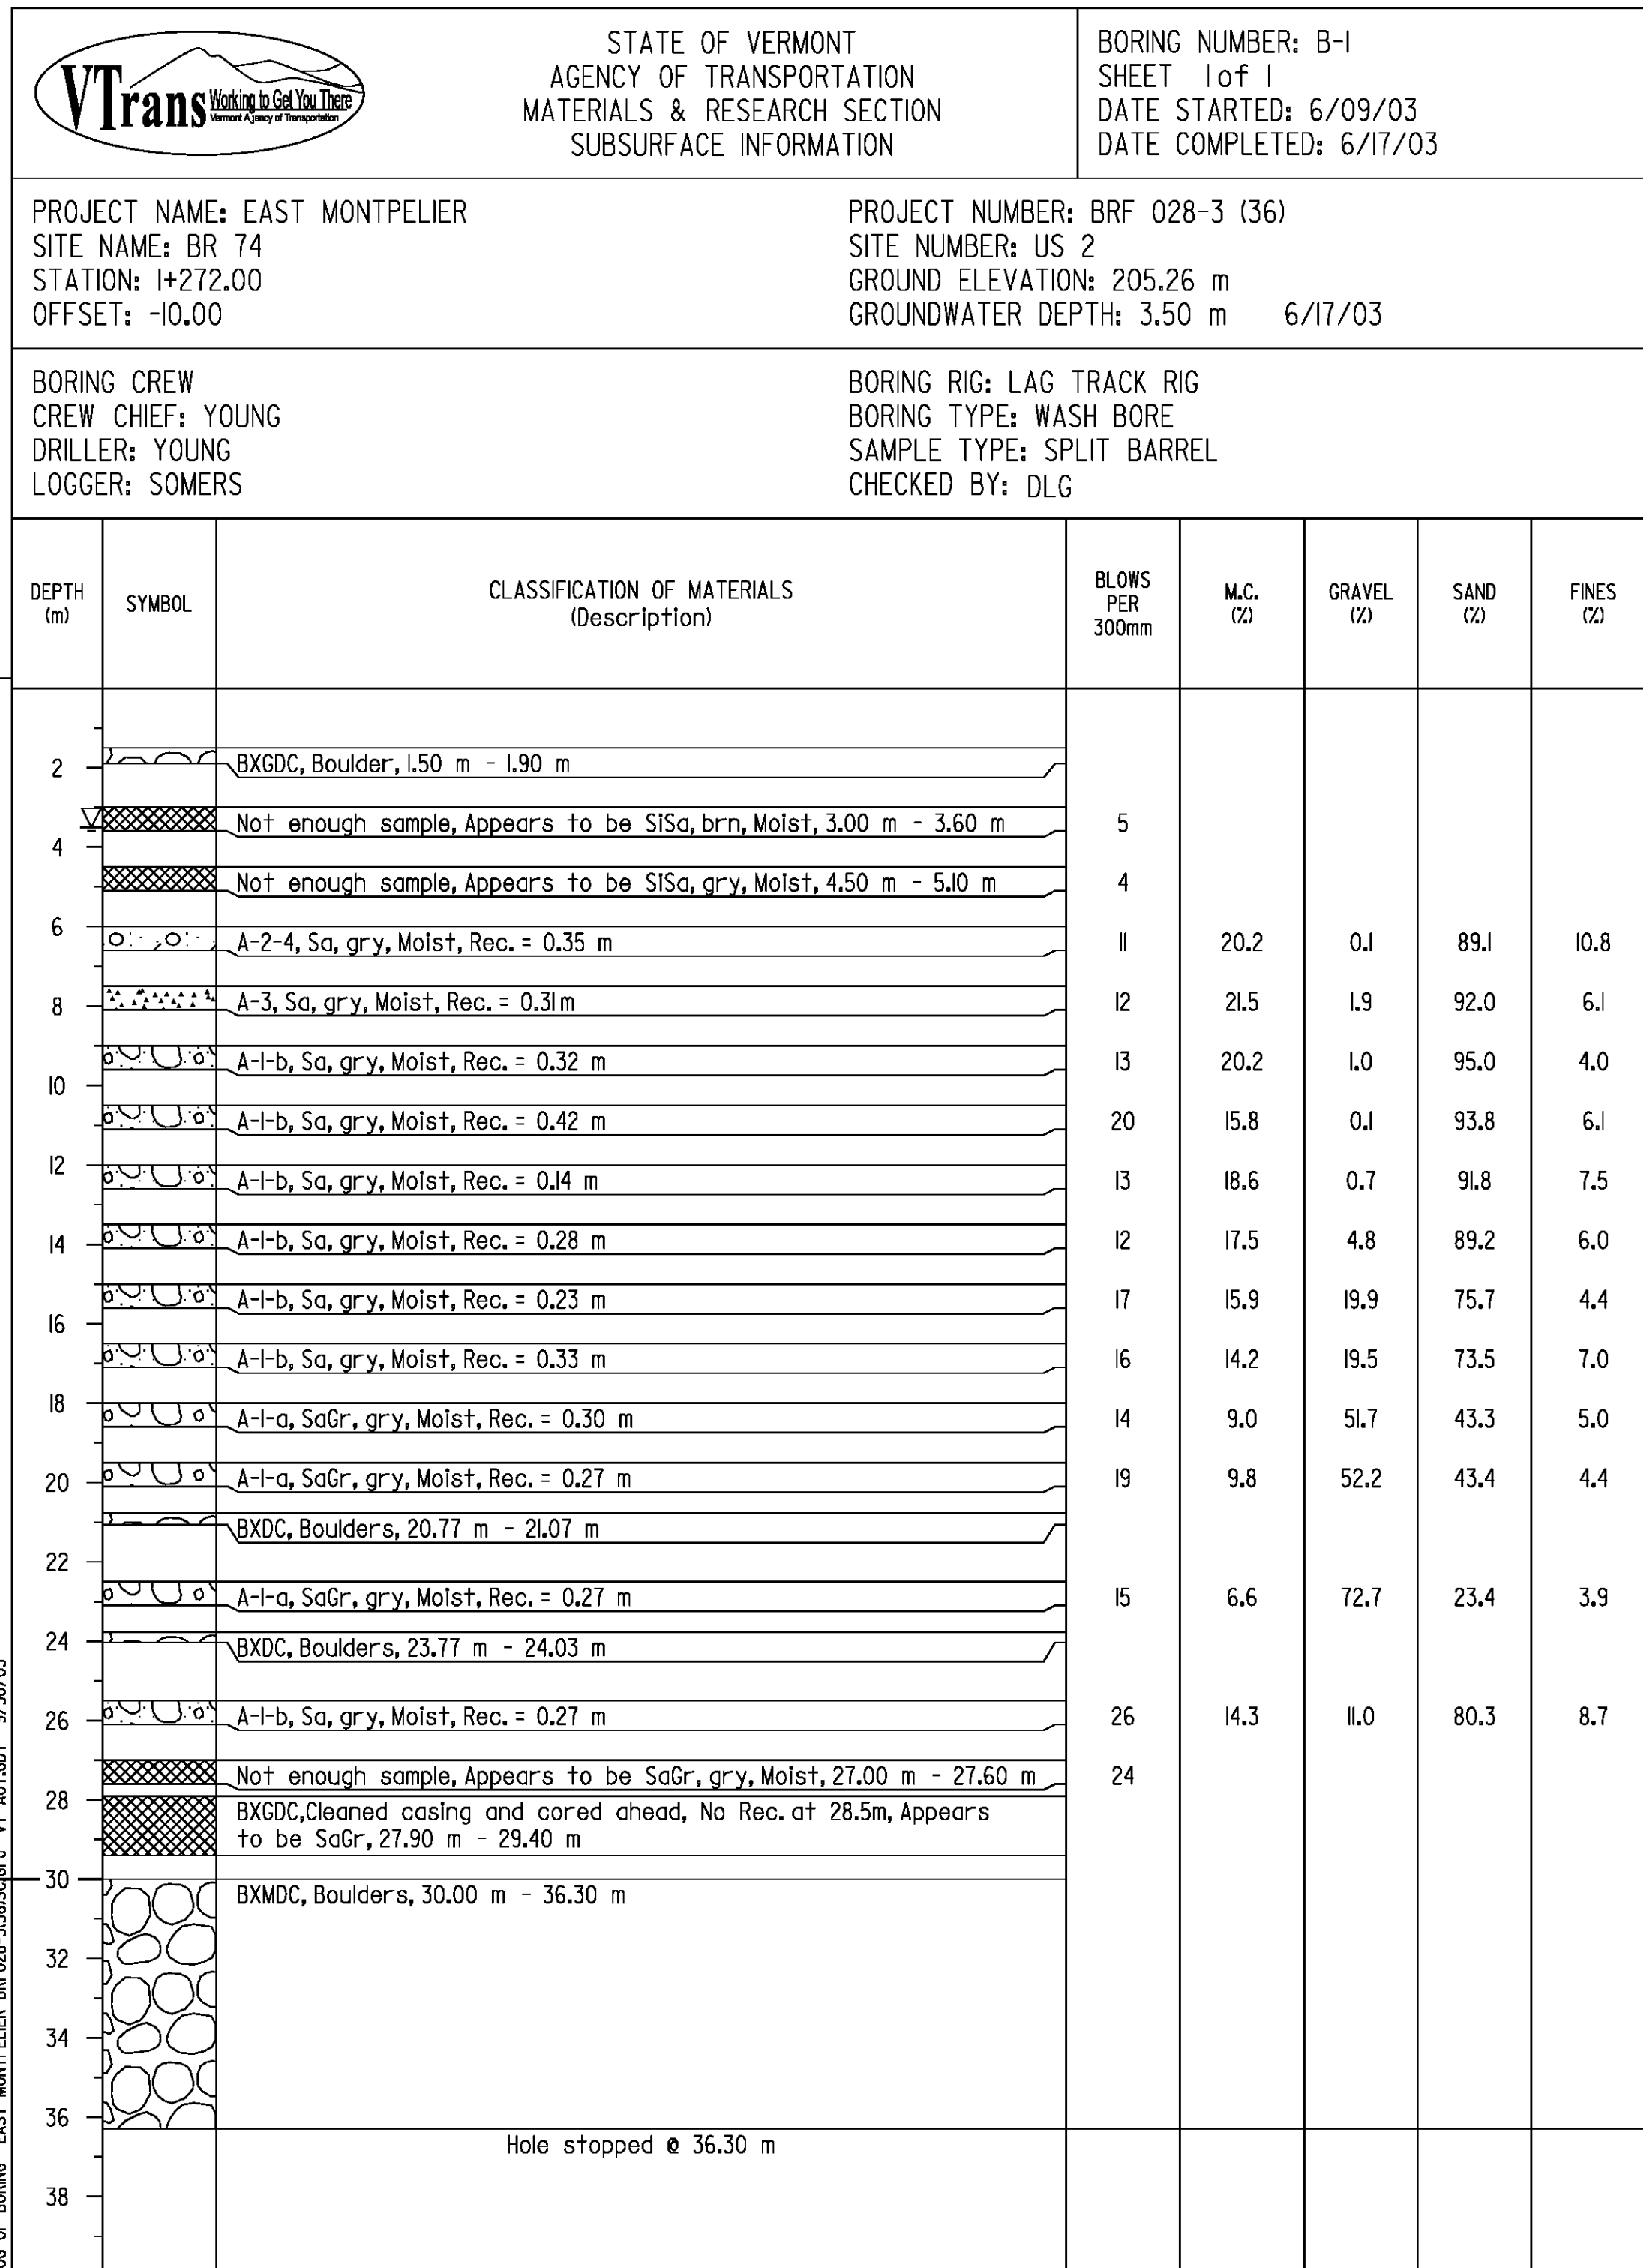 VTrans Working to Get You There
Vermont Agency of Transportation
STATE OF VERMONT
AGENCY OF TRANSPORTATION
MATERIALS & RESEARCH SECTION
SUBSURFACE INFORMATION
BORING NUMBER: B-1
SHEET 1 of 1
DATE STARTED: 6/09/03
DATE COMPLETED: 6/17/03
PROJECT NAME: EAST MONTPELIER
SITE NAME: BR 74
STATION: 1+272.00
OFFSET: -10.00
PROJECT NUMBER: BRF 028-3 (36)
SITE NUMBER: US 2
GROUND ELEVATION: 205.26 m
GROUNDWATER DEPTH: 3.50 m 6/17/03
BORING CREW
CREW CHIEF: YOUNG
DRILLER: YOUNG
LOGGER: SOMERS
BORING RIG: LAG TRACK RIG
BORING TYPE: WASH BORE
SAMPLE TYPE: SPLIT BARREL
CHECKED BY: DLG
DEPTH (m) SYMBOL CLASSIFICATION OF MATERIALS (Description) BLOWS PER 300mm M.C. (%) GRAVEL (%) SAND (%) FINES (%)
2 BXGDC, Boulder, 1.50 m - 1.90 m
Not enough sample, Appears to be SiSa, brn, Moist, 3.00 m - 3.60 m 5
4
Not enough sample, Appears to be SiSa, gry, Moist, 4.50 m - 5.10 m 4
6
A-2-4, Sa, gry, Moist, Rec. = 0.35 m 11 20.2 0.1 89.1 10.8
8 A-3, Sa, gry, Moist, Rec. = 0.31m 12 21.5 1.9 92.0 6.1
A-1-b, Sa, gry, Moist, Rec. = 0.32 m 13 20.2 1.0 95.0 4.0
10
A-1-b, Sa, gry, Moist, Rec. = 0.42 m 20 15.8 0.1 93.8 6.1
12
A-1-b, Sa, gry, Moist, Rec. = 0.14 m 13 18.6 0.7 91.8 7.5
14 A-1-b, Sa, gry, Moist, Rec. = 0.28 m 12 17.5 4.8 89.2 6.0
A-1-b, Sa, gry, Moist, Rec. = 0.23 m 17 15.9 19.9 75.7 4.4
16
A-1-b, Sa, gry, Moist, Rec. = 0.33 m 16 14.2 19.5 73.5 7.0
18
A-1-a, SaGr, gry, Moist, Rec. = 0.30 m 14 9.0 51.7 43.3 5.0
20 A-1-a, SaGr, gry, Moist, Rec. = 0.27 m 19 9.8 52.2 43.4 4.4
BXDC, Boulders, 20.77 m - 21.07 m
22
A-1-a, SaGr, gry, Moist, Rec. = 0.27 m 15 6.6 72.7 23.4 3.9
24 BXDC, Boulders, 23.77 m - 24.03 m
26 A-1-b, Sa, gry, Moist, Rec. = 0.27 m 26 14.3 11.0 80.3 8.7
Not enough sample, Appears to be SaGr, gry, Moist, 27.00 m - 27.60 m 24
28 BXGDC,Cleaned casing and cored ahead, No Rec. at 28.5m, Appears
to be SaGr, 27.90 m - 29.40 m
30 BXMDC, Boulders, 30.00 m - 36.30 m
32
34
36
Hole stopped @ 36.30 m
38